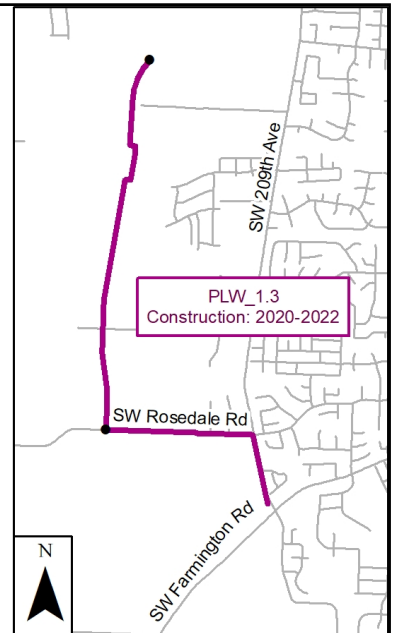 SW 209th Ave
PLW_1.3
Construction: 2020-2022
SW Rosedale Rd
SW Farmington Rd
N